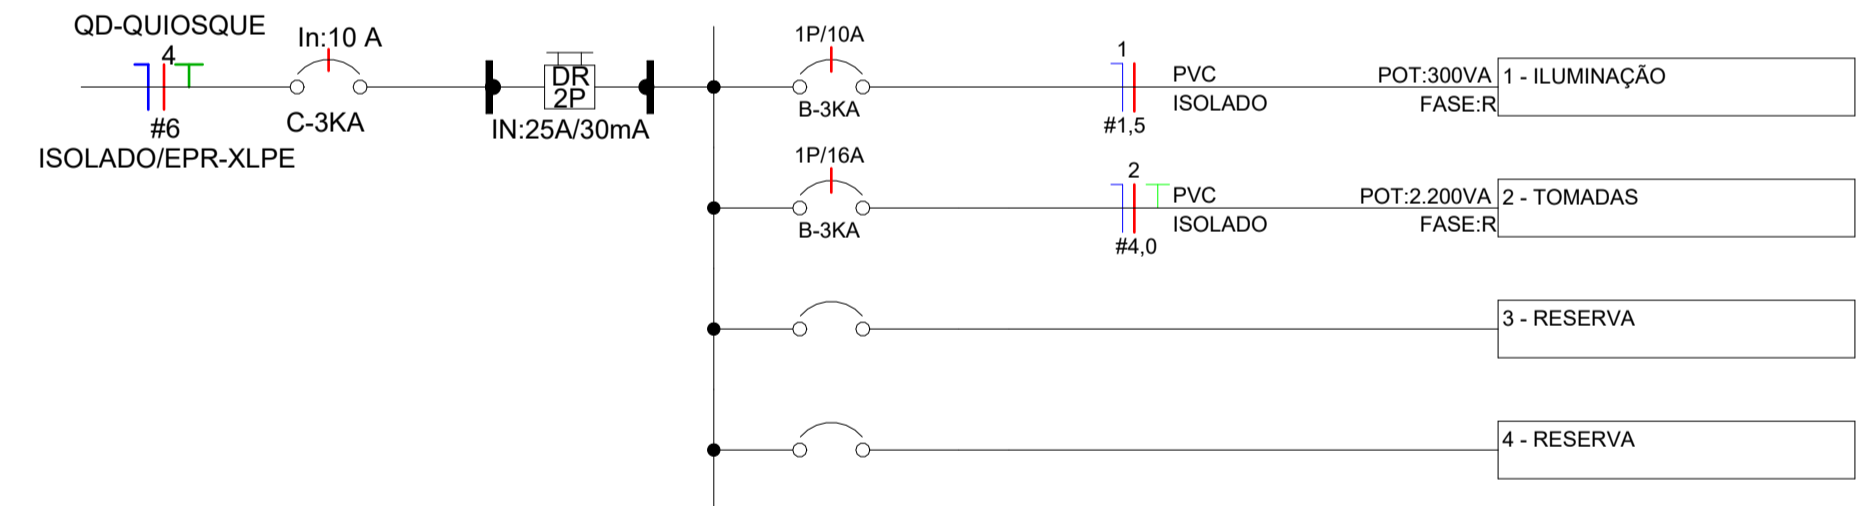 QD-QUIOSQUE
4
#6
ISOLADO/EPR-XLPE
In:10 A
C-3KA
DR
2P
IN:25A/30mA
1P/10A
B-3KA
1
#1,5
PVC
ISOLADO
POT:300VA
FASE:R
1 - ILUMINAÇÃO
1P/16A
B-3KA
2
#4,0
PVC
ISOLADO
POT:2.200VA
FASE:R
2 - TOMADAS
3 - RESERVA
4 - RESERVA